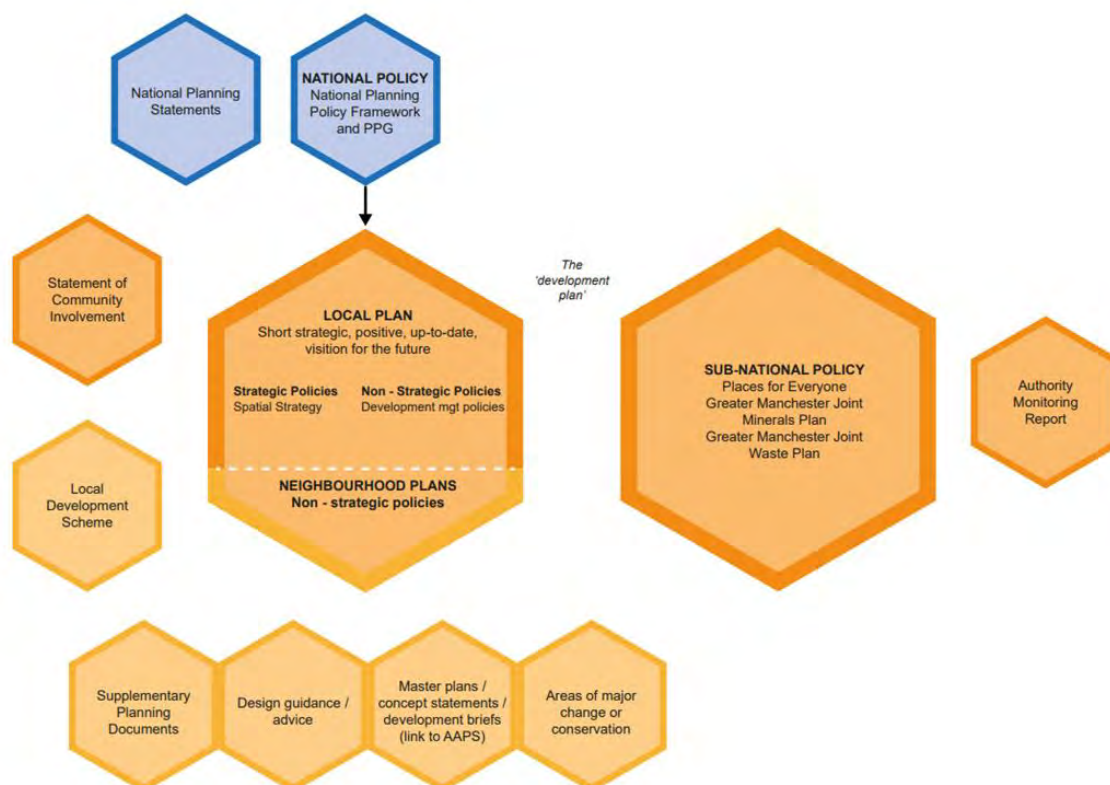 National Planning
Statements
NATIONAL POLICY
National Planning
Policy Framework
and PPG
Statement of
Community
Involvement
The
'development
plan'
LOCAL PLAN
Short strategic, positive, up-to-date,
visition for the future
Strategic Policies
Spatial Strategy
Non - Strategic Policies
Development mgt policies
NEIGHBOURHOOD PLANS
Non - strategic policies
SUB-NATIONAL POLICY
Places for Everyone
Greater Manchester Joint
Minerals Plan
Greater Manchester Joint
Waste Plan
Authority
Monitoring
Report
Local
Development
Scheme
Supplementary
Planning
Documents
Design guidance /
advice
Master plans /
concept statements /
development briefs
(link to AAPS)
Areas of major
change or
conservation